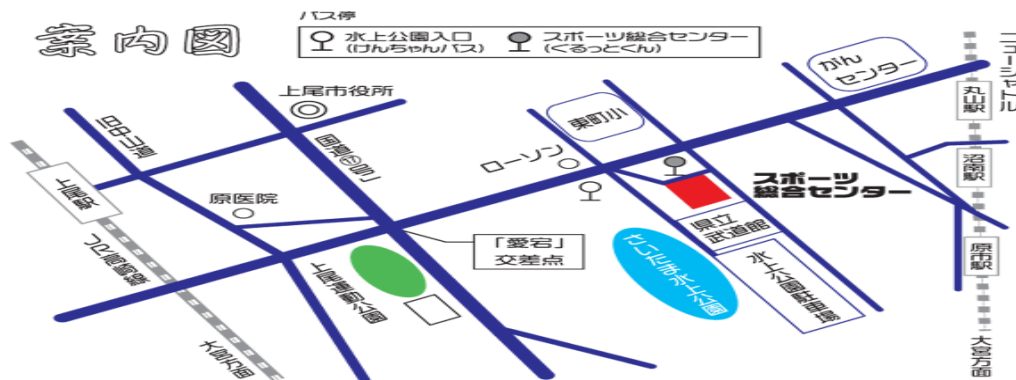 案内図
バス停
水上公園入口
(けんちゃんバス)
スポーツ総合センター
(ぐるっとくん)
ニューシャトル
がん
センター
丸山駅
上尾市役所
東町小
旧中山道
国道⑰号
ローソン
沼南駅
上尾駅
原医院
スポーツ
総合センター
県立
武道館
「愛宕」
交差点
さいたま水上公園
水上公園駐車場
原市駅
JR高崎線
上尾運動公園
大宮方面
大宮方面